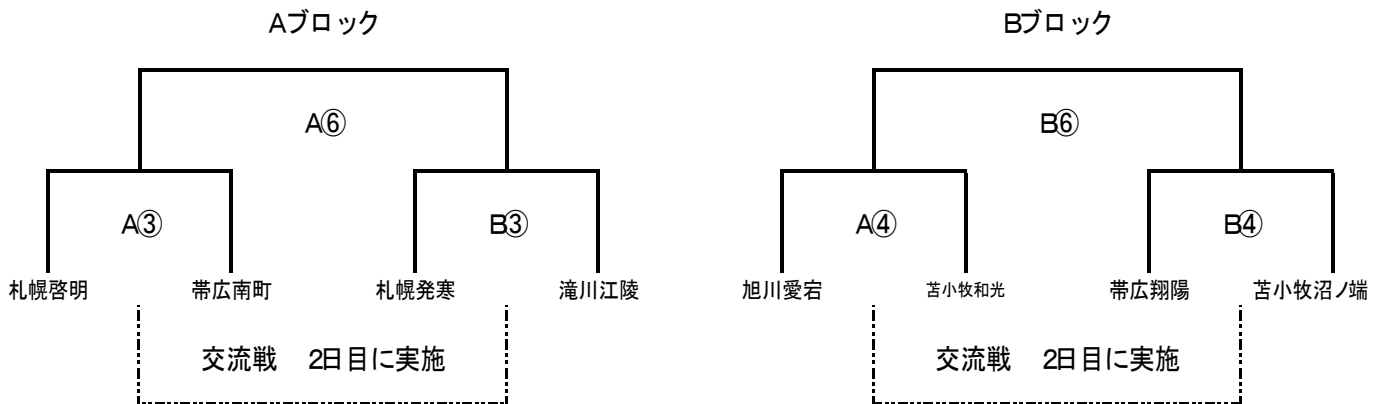 Aブロック
Bブロック
A⑥
B⑥
A③
B③
A④
B④
札幌啓明
帯広南町
札幌発寒
滝川江陵
旭川愛宕
苫小牧和光
帯広翔陽
苫小牧沼ノ端
交流戦　2日目に実施
交流戦　2日目に実施